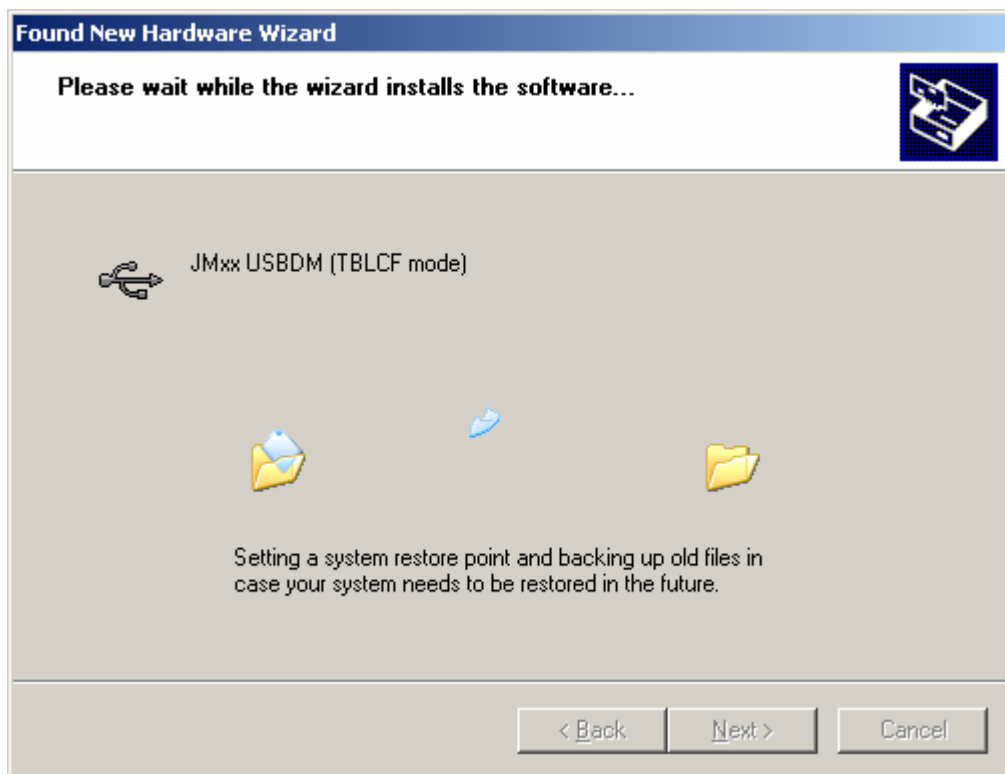 Found New Hardware Wizard
Please wait while the wizard installs the software...
JMxx USBDM (TBLCF mode)
Setting a system restore point and backing up old files in
case your system needs to be restored in the future.
< Back Next > Cancel